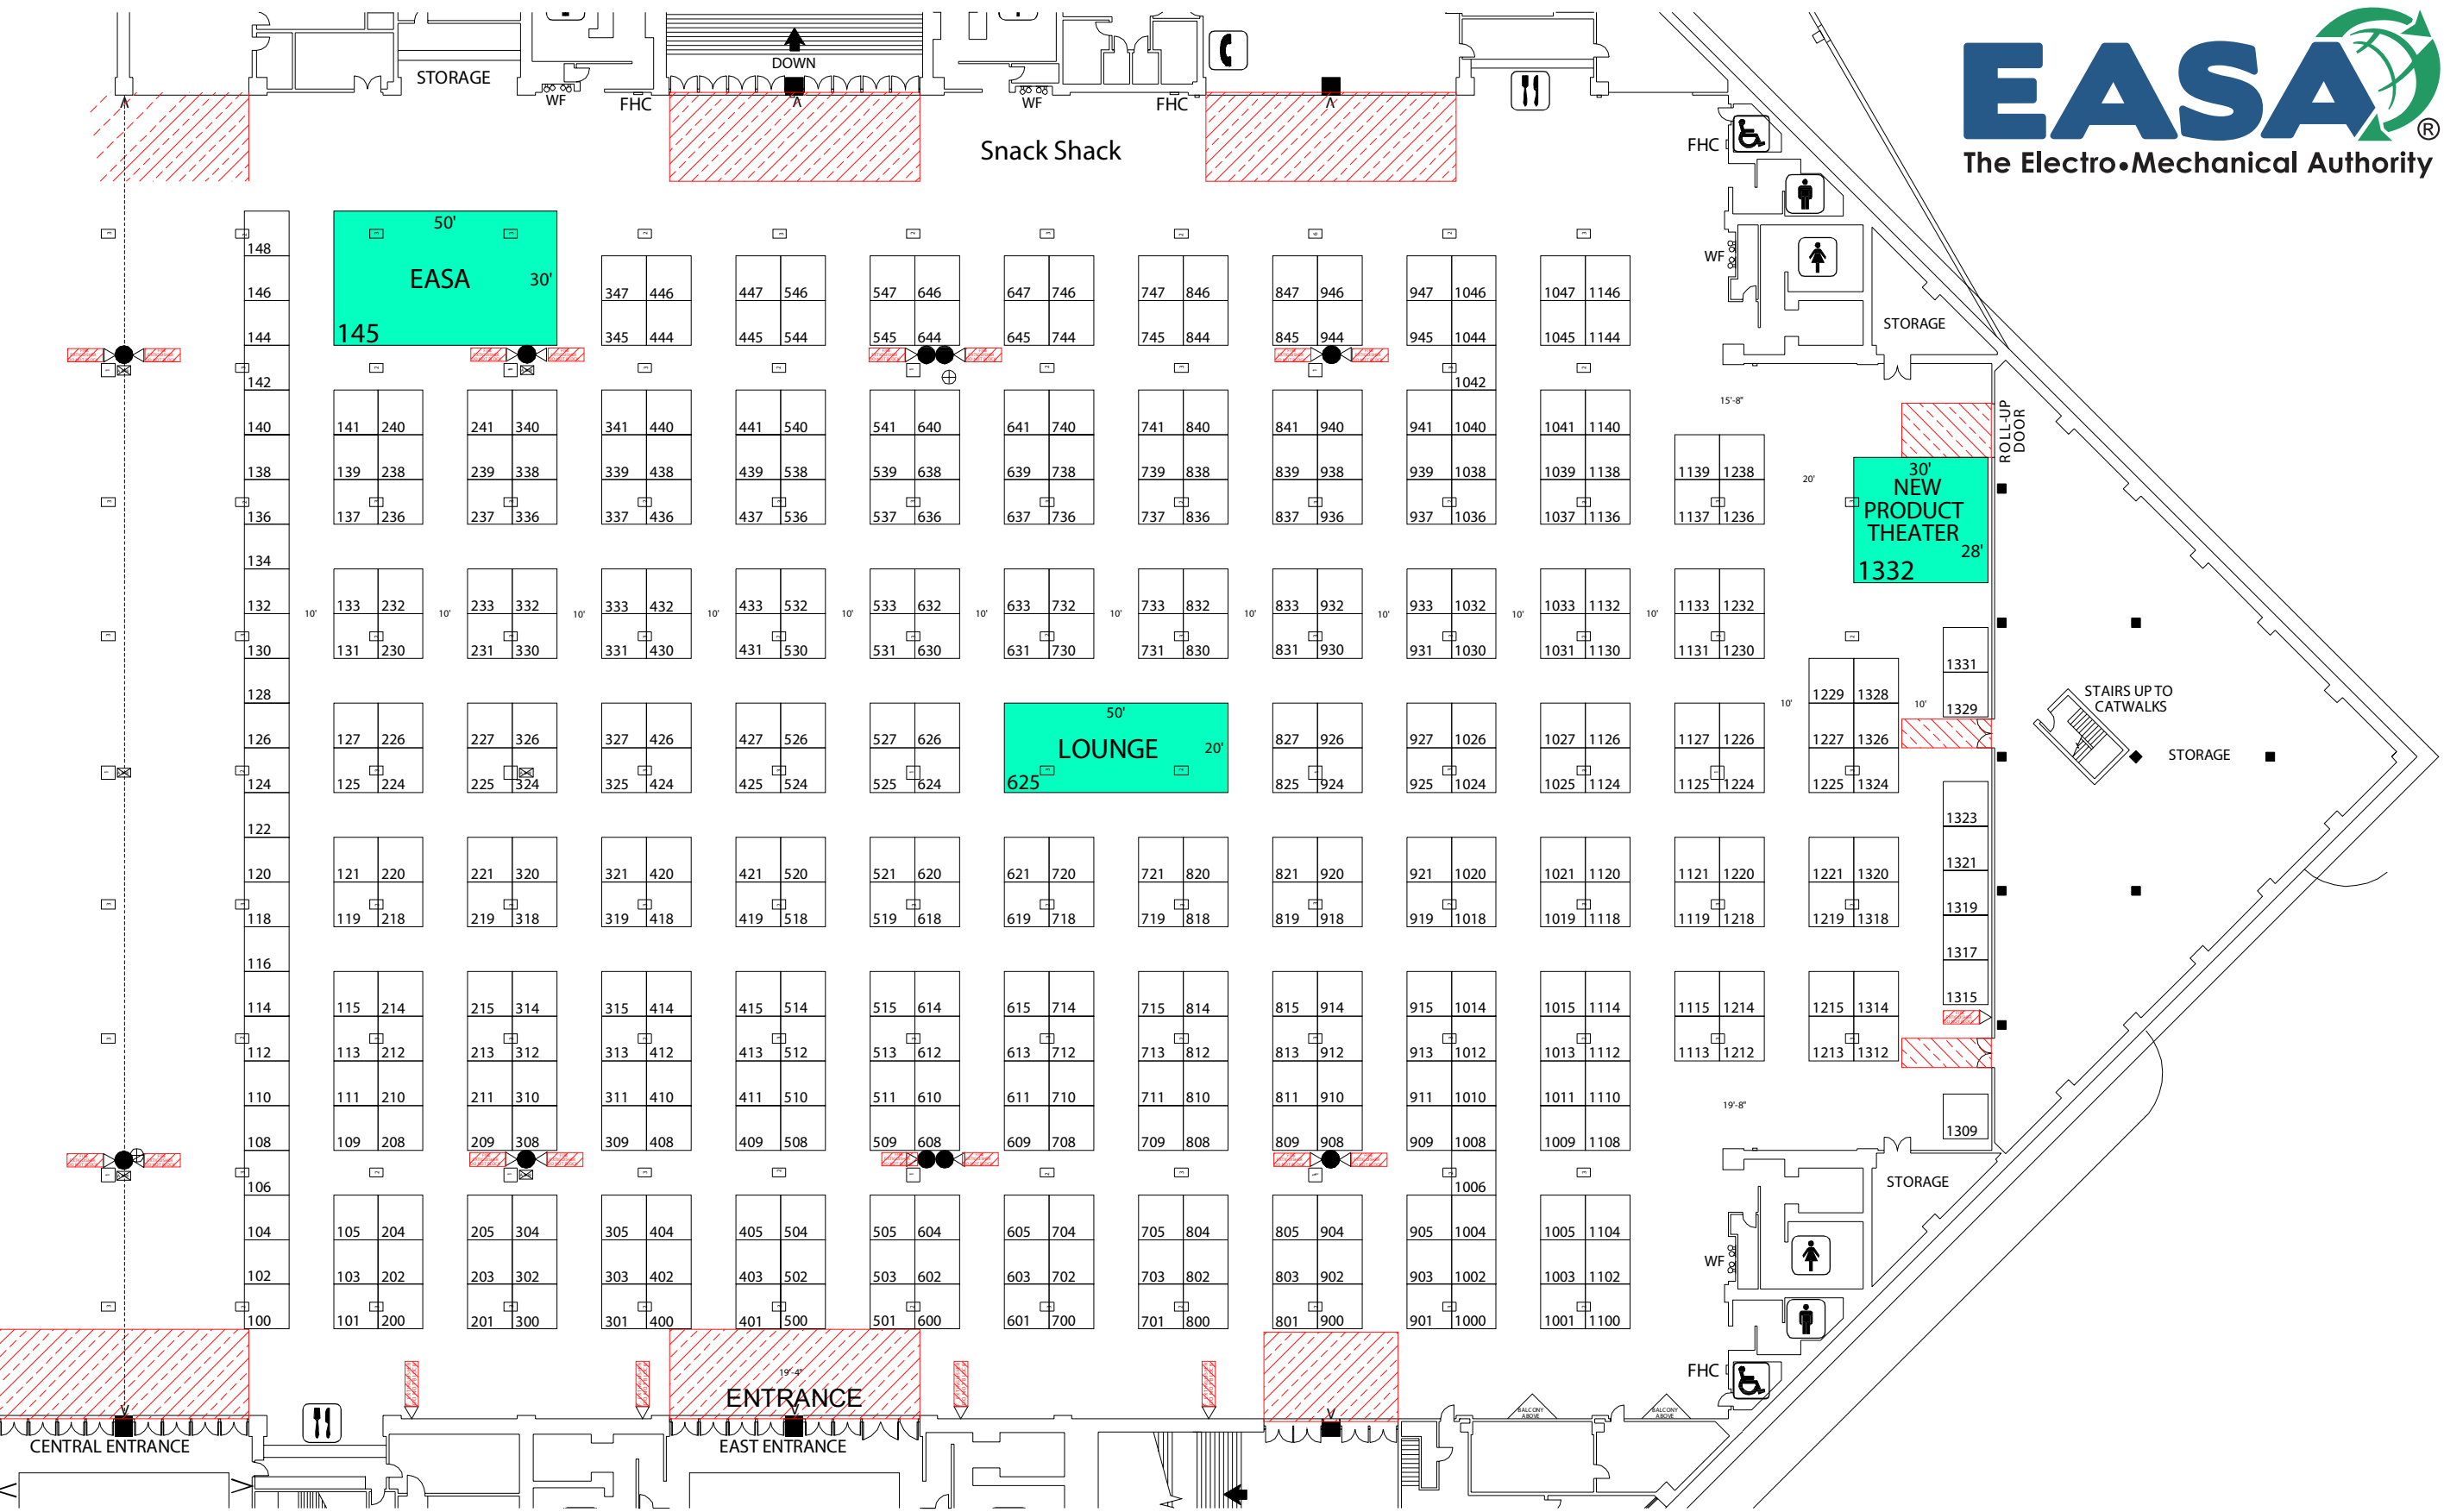 EASA
®
The Electro•Mechanical Authority
DOWN
STORAGE
WF
FHC
WF
FHC
Snack Shack
FHC
WF
STORAGE
50'
EASA
30'
145
148
146
347 446 447 546 547 646 647 746 747 846 847 946 947 1046 1047 1146
144
345 444 445 544 545 644 645 744 745 844 845 944 945 1044 1045 1144
142
1042
15'-8"
140 141 240 241 340 341 440 441 540 541 640 641 740 741 840 841 940 941 1040 1041 1140
ROLL-UP
DOOR
138 139 238 239 338 339 438 439 538 539 638 639 738 739 838 839 938 939 1038 1039 1138 1139 1238
20'
136 137 236 237 336 337 436 437 536 537 636 637 736 737 836 837 936 937 1036 1037 1136 1137 1236
30'
NEW
PRODUCT
THEATER
28'
1332
134
132 133 232 233 332 333 432 433 532 533 632 633 732 733 832 833 932 933 1032 1033 1132 1133 1232
10' 10' 10' 10' 10' 10' 10' 10' 10' 10' 10'
130 131 230 231 330 331 430 431 530 531 630 631 730 731 830 831 930 931 1030 1031 1130 1131 1230
1331
128
1229 1328
10' 10'
1329
STAIRS UP TO
CATWALKS
STORAGE
50'
LOUNGE
20'
625
126 127 226 227 326 327 426 427 526 527 626 827 926 927 1026 1027 1126 1127 1226 1227 1326
124 125 224 225 324 325 424 425 524 525 624 825 924 925 1024 1025 1124 1125 1224 1225 1324
122
1323
120 121 220 221 320 321 420 421 520 521 620 621 720 721 820 821 920 921 1020 1021 1120 1121 1220 1221 1320
1321
118 119 218 219 318 319 418 419 518 519 618 619 718 719 818 819 918 919 1018 1019 1118 1119 1218 1219 1318
1319
116
1317
114 115 214 215 314 315 414 415 514 515 614 615 714 715 814 815 914 915 1014 1015 1114 1115 1214 1215 1314
1315
112 113 212 213 312 313 412 413 512 513 612 613 712 713 812 813 912 913 1012 1013 1112 1113 1212 1213 1312
110 111 210 211 310 311 410 411 510 511 610 611 710 711 810 811 910 911 1010 1011 1110
19'-8"
108 109 208 209 308 309 408 409 508 509 608 609 708 709 808 809 908 909 1008 1009 1108
1309
106
1006
STORAGE
104 105 204 205 304 305 404 405 504 505 604 605 704 705 804 805 904 905 1004 1005 1104
WF
102 103 202 203 302 303 402 403 502 503 602 603 702 703 802 803 902 903 1002 1003 1102
100 101 200 201 300 301 400 401 500 501 600 601 700 701 800 801 900 901 1000 1001 1100
FHC
19'-4"
ENTRANCE
BALCONY
ABOVE
BALCONY
ABOVE
CENTRAL ENTRANCE
EAST ENTRANCE